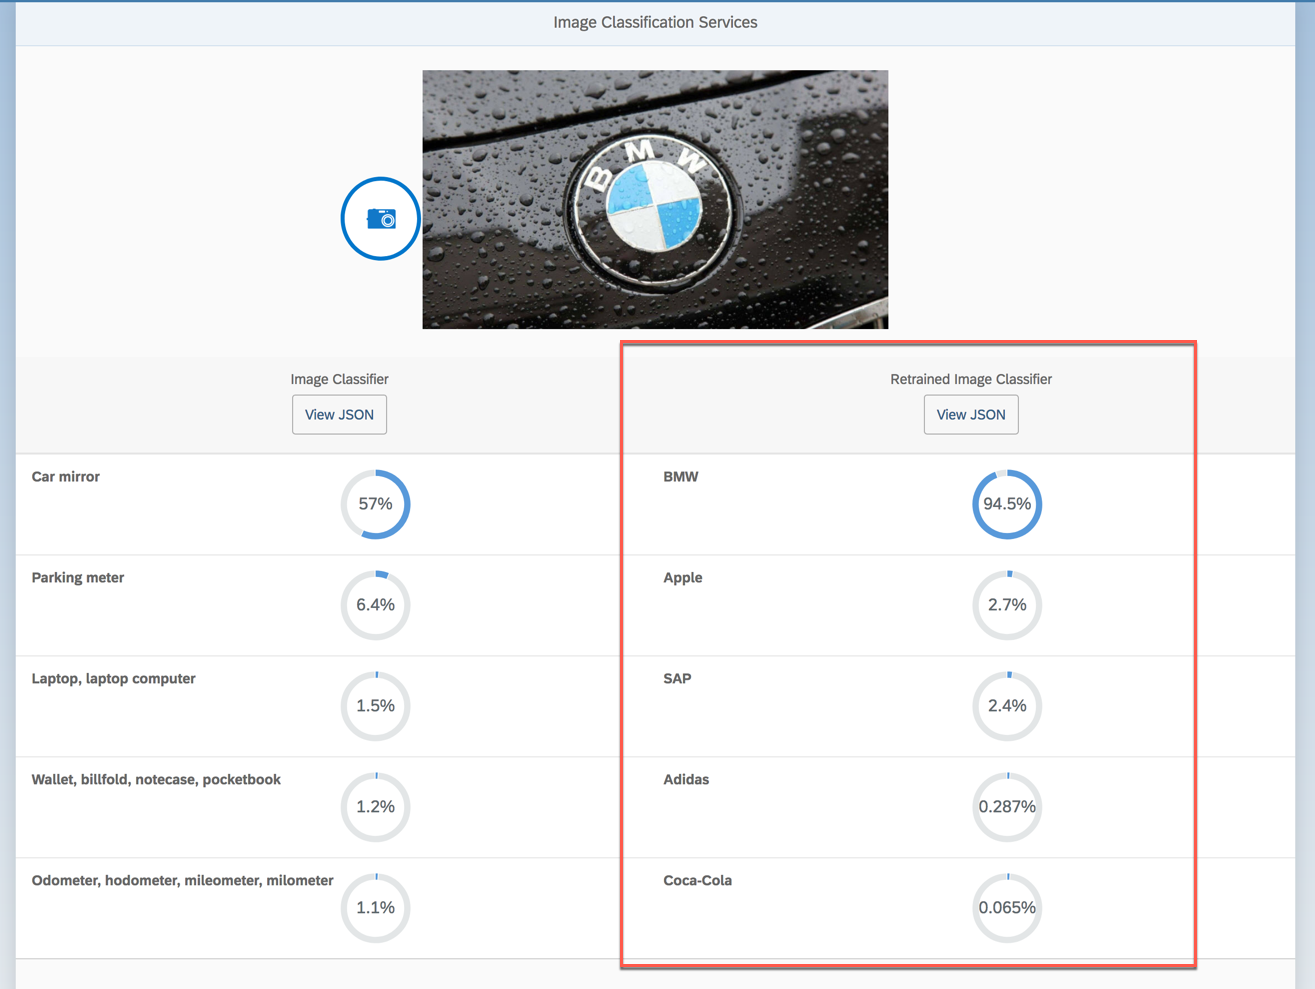 Image Classification Services
BMW
Image Classifier
View JSON
Retrained Image Classifier
View JSON
Car mirror
57%
BMW
94.5%
Parking meter
6.4%
Apple
2.7%
Laptop, laptop computer
1.5%
SAP
2.4%
Wallet, billfold, notecase, pocketbook
1.2%
Adidas
0.287%
Odometer, hodometer, mileometer, milometer
1.1%
Coca-Cola
0.065%